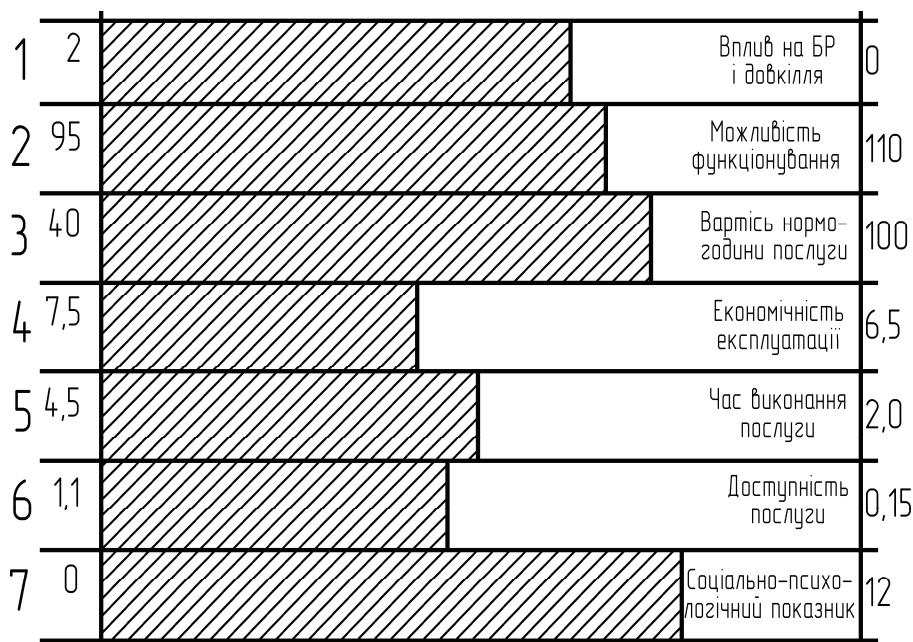 1 2 Вплив на БР
і довкілля 0
2 95 Можливість
функціонування 110
3 40 Вартісь нормо-
години послуги 100
4 7,5 Економічність
експлуатації 6,5
5 4,5 Час виконання
послуги 2,0
6 1,1 Доступність
послуги 0,15
7 0 Соціально-психо-
логічний показник 12